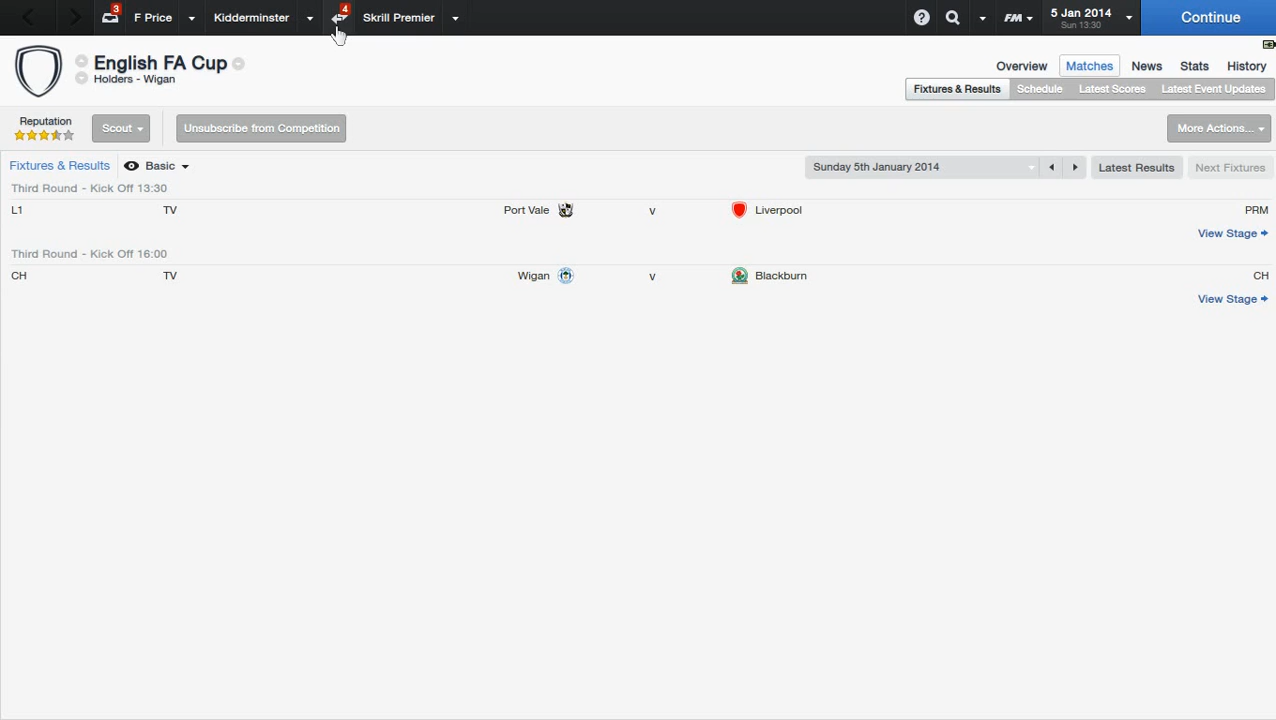 3 F Price Kidderminster 4 Skrill Premier ? FM 5 Jan 2014 Continue
Sun 13:30
English FA Cup
Holders - Wigan
Overview Matches News Stats History
Fixtures & Results Schedule Latest Scores Latest Event Updates
Reputation
Scout Unsubscribe from Competition More Actions...
Fixtures & Results Basic Sunday 5th January 2014 Latest Results Next Fixtures
Third Round - Kick Off 13:30
L1 TV Port Vale v Liverpool PRM
View Stage
Third Round - Kick Off 16:00
CH TV Wigan v Blackburn CH
View Stage